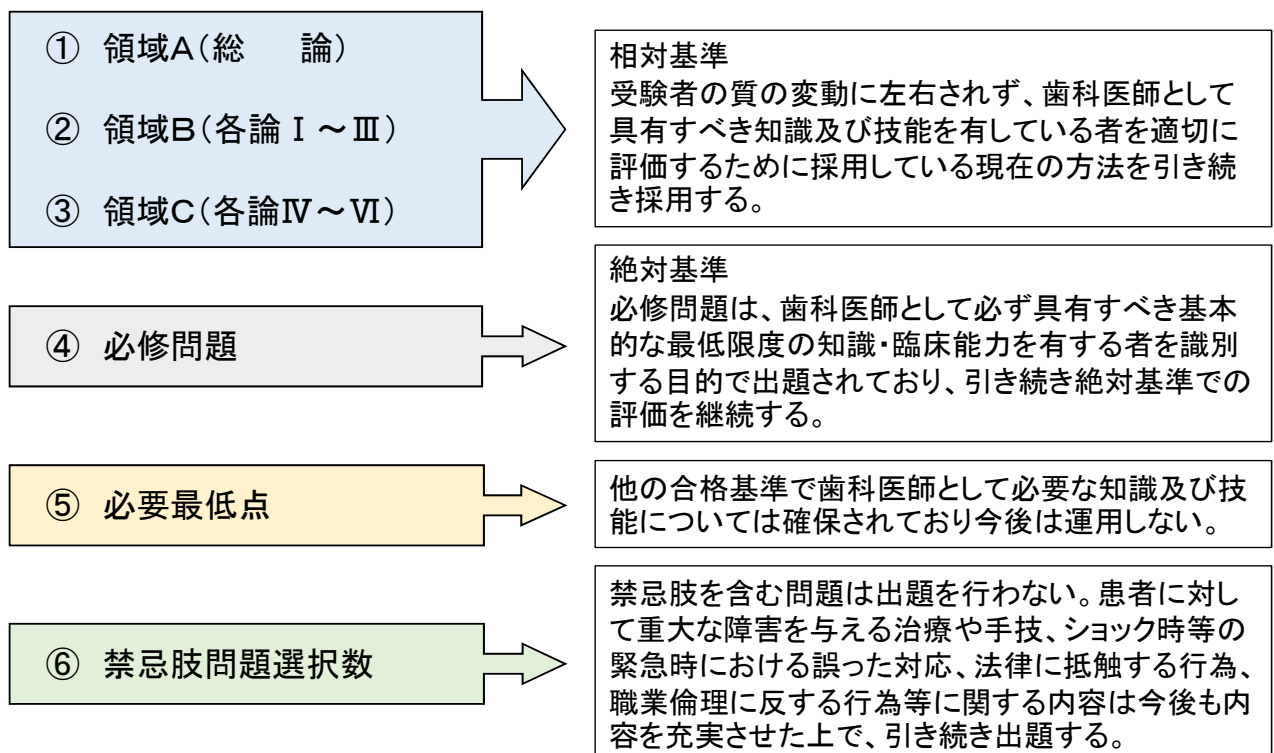 ① 領域A(総　　論)
② 領域B(各論Ⅰ～Ⅲ)
③ 領域C(各論Ⅳ～Ⅵ)
相対基準
受験者の質の変動に左右されず、歯科医師として
具有すべき知識及び技能を有している者を適切に
評価するために採用している現在の方法を引き続
き採用する。
④ 必修問題
絶対基準
必修問題は、歯科医師として必ず具有すべき基本
的な最低限度の知識・臨床能力を有する者を識別
する目的で出題されており、引き続き絶対基準での
評価を継続する。
⑤ 必要最低点
他の合格基準で歯科医師として必要な知識及び技
能については確保されており今後は運用しない。
⑥ 禁忌肢問題選択数
禁忌肢を含む問題は出題を行わない。患者に対し
て重大な障害を与える治療や手技、ショック時等の
緊急時における誤った対応、法律に抵触する行為、
職業倫理に反する行為等に関する内容は今後も内
容を充実させた上で、引き続き出題する。